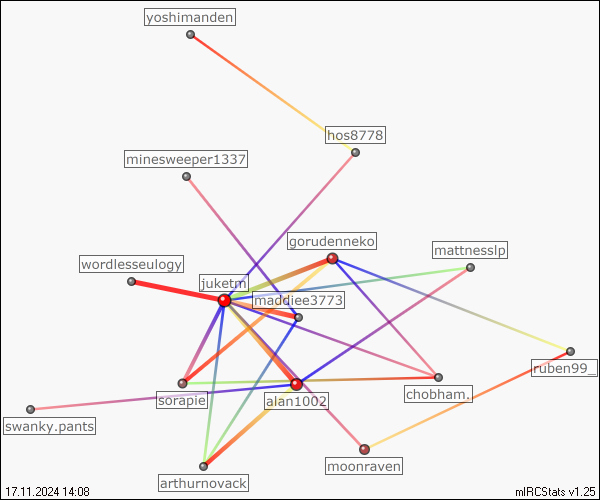 yoshimanden
hos8778
minesweeper1337
gorudenneko
mattnesslp
wordlesseulogy
juketm
maddiee3773
ruben99_
sorapie
alan1002
chobham.
swanky.pants
moonraven
arthurnovack
17.11.2024 14:08
mIRCStats v1.25